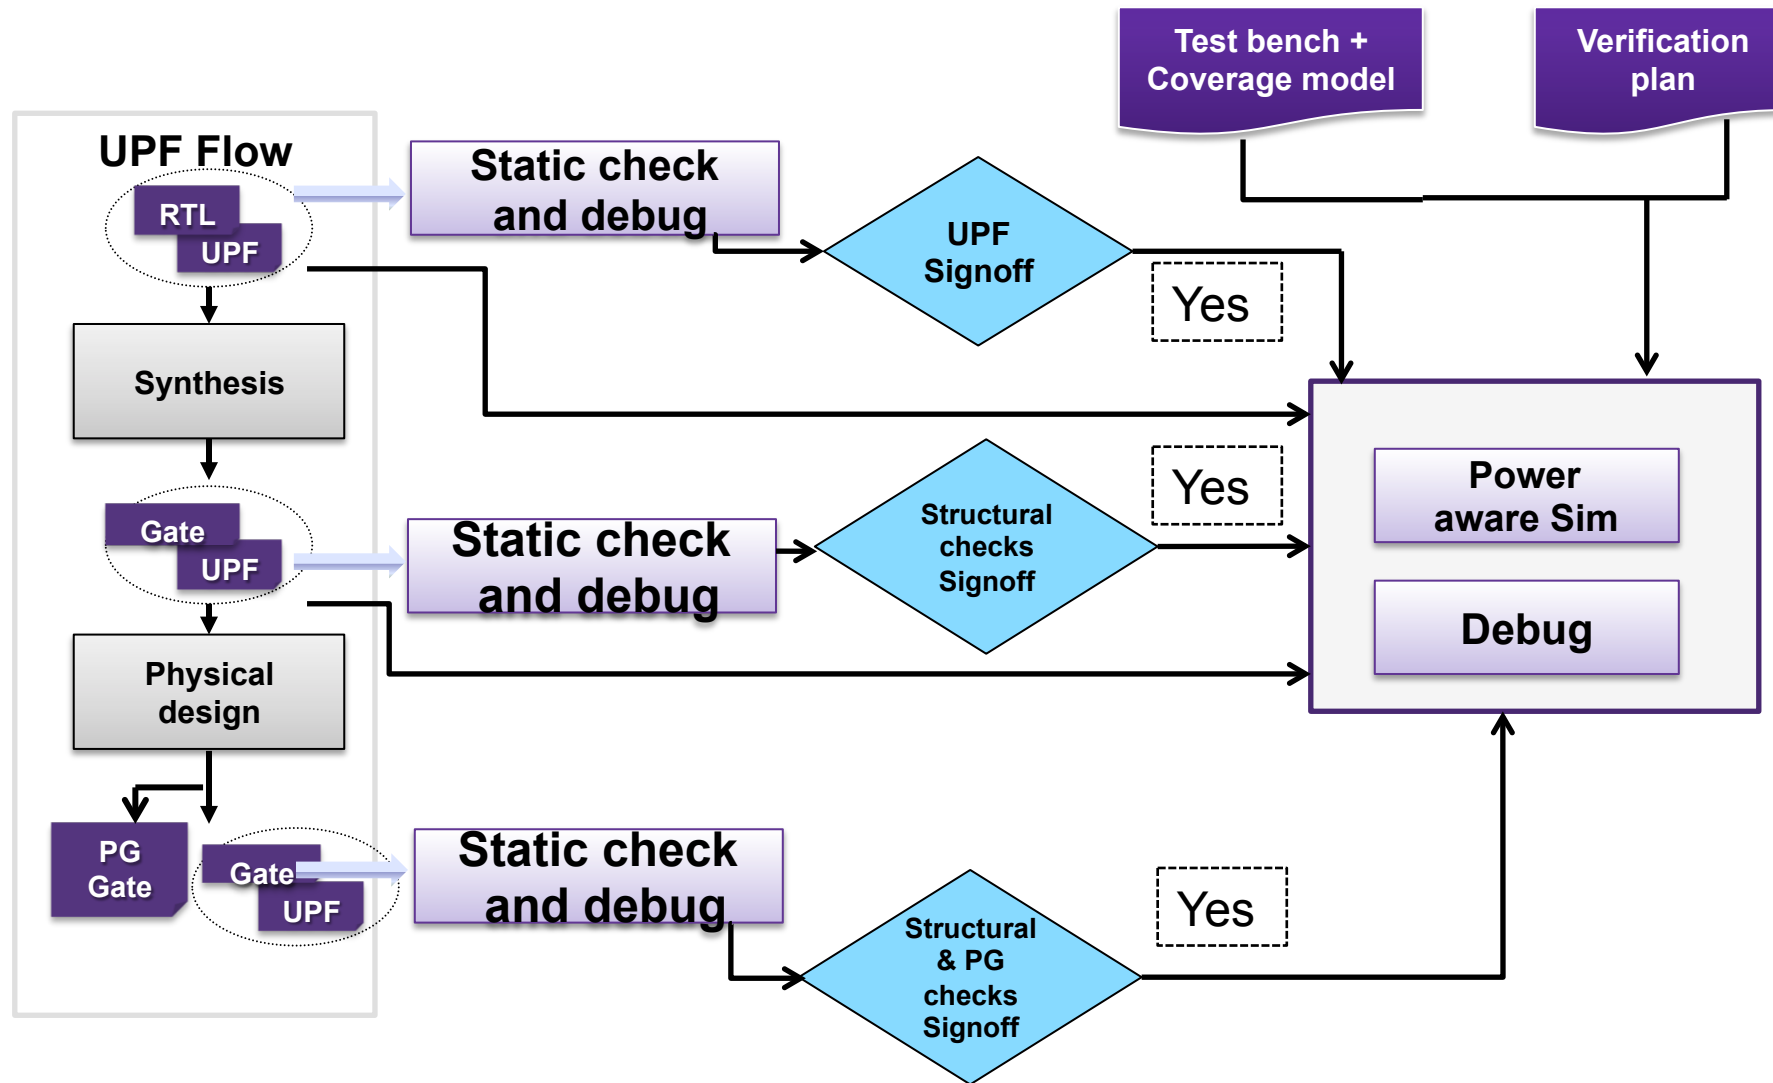 Test bench +
Coverage model
Verification
plan
UPF Flow
RTL
UPF
Static check
and debug
UPF
Signoff
Yes
Synthesis
Gate
UPF
Static check
and debug
Structural
checks
Signoff
Yes
Power
aware Sim
Debug
Physical
design
PG
Gate
Gate
UPF
Static check
and debug
Structural
& PG
checks
Signoff
Yes